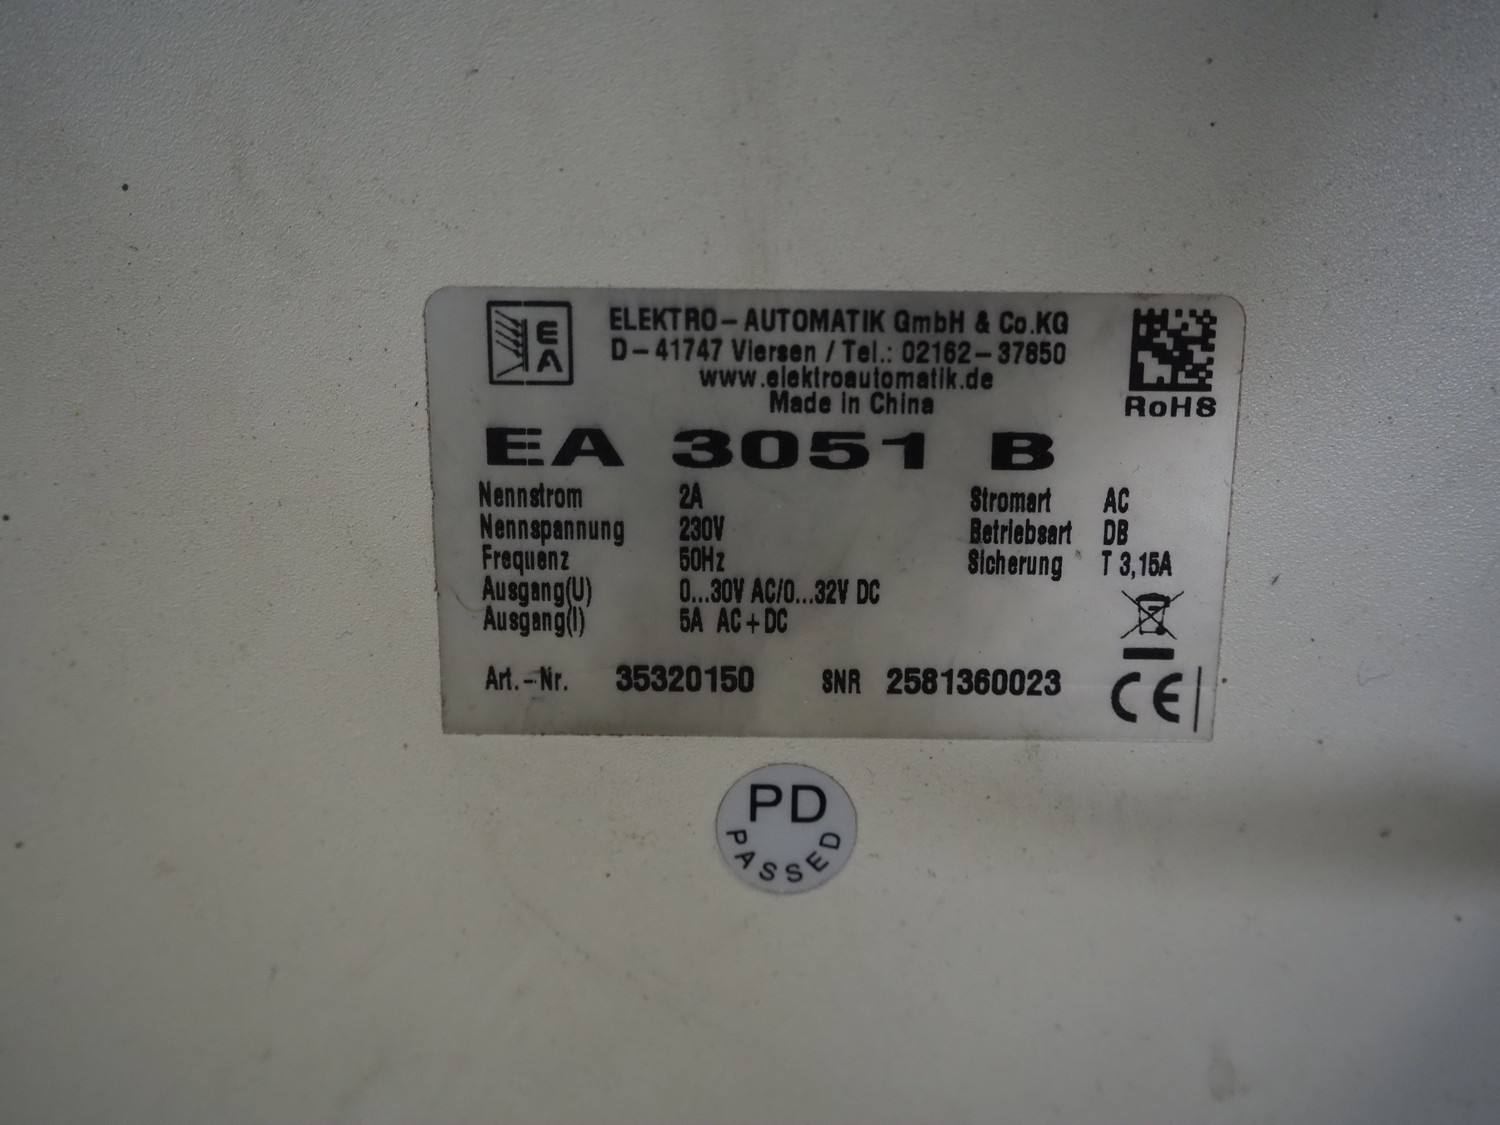 EA
ELEKTRO-AUTOMATIK GmbH & Co.KG
D-41747 Viersen / Tel.: 02162-37850
www.elektroautomatik.de
Made in China
RoHS
EA 3051 B
Nennstrom 2A Stromart AC
Nennspannung 230V Betriebsart DB
Frequenz 50Hz Sicherung T 3,15A
Ausgang(U) 0...30V AC/0...32V DC
Ausgang(I) 5A AC+DC
Art.-Nr. 35320150 SNR 2581360023
CE
PD
PASSED